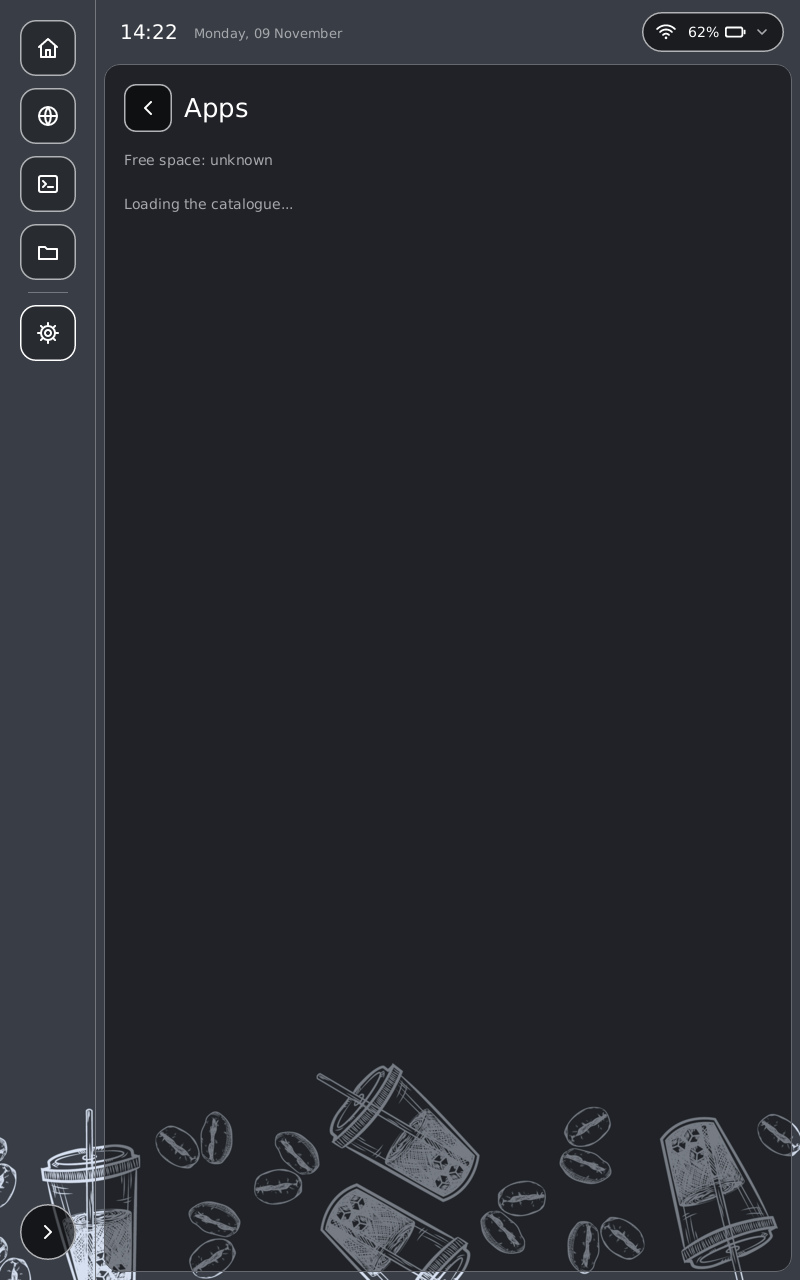 14:22 Monday, 09 November 62%
Apps
Free space: unknown
Loading the catalogue...